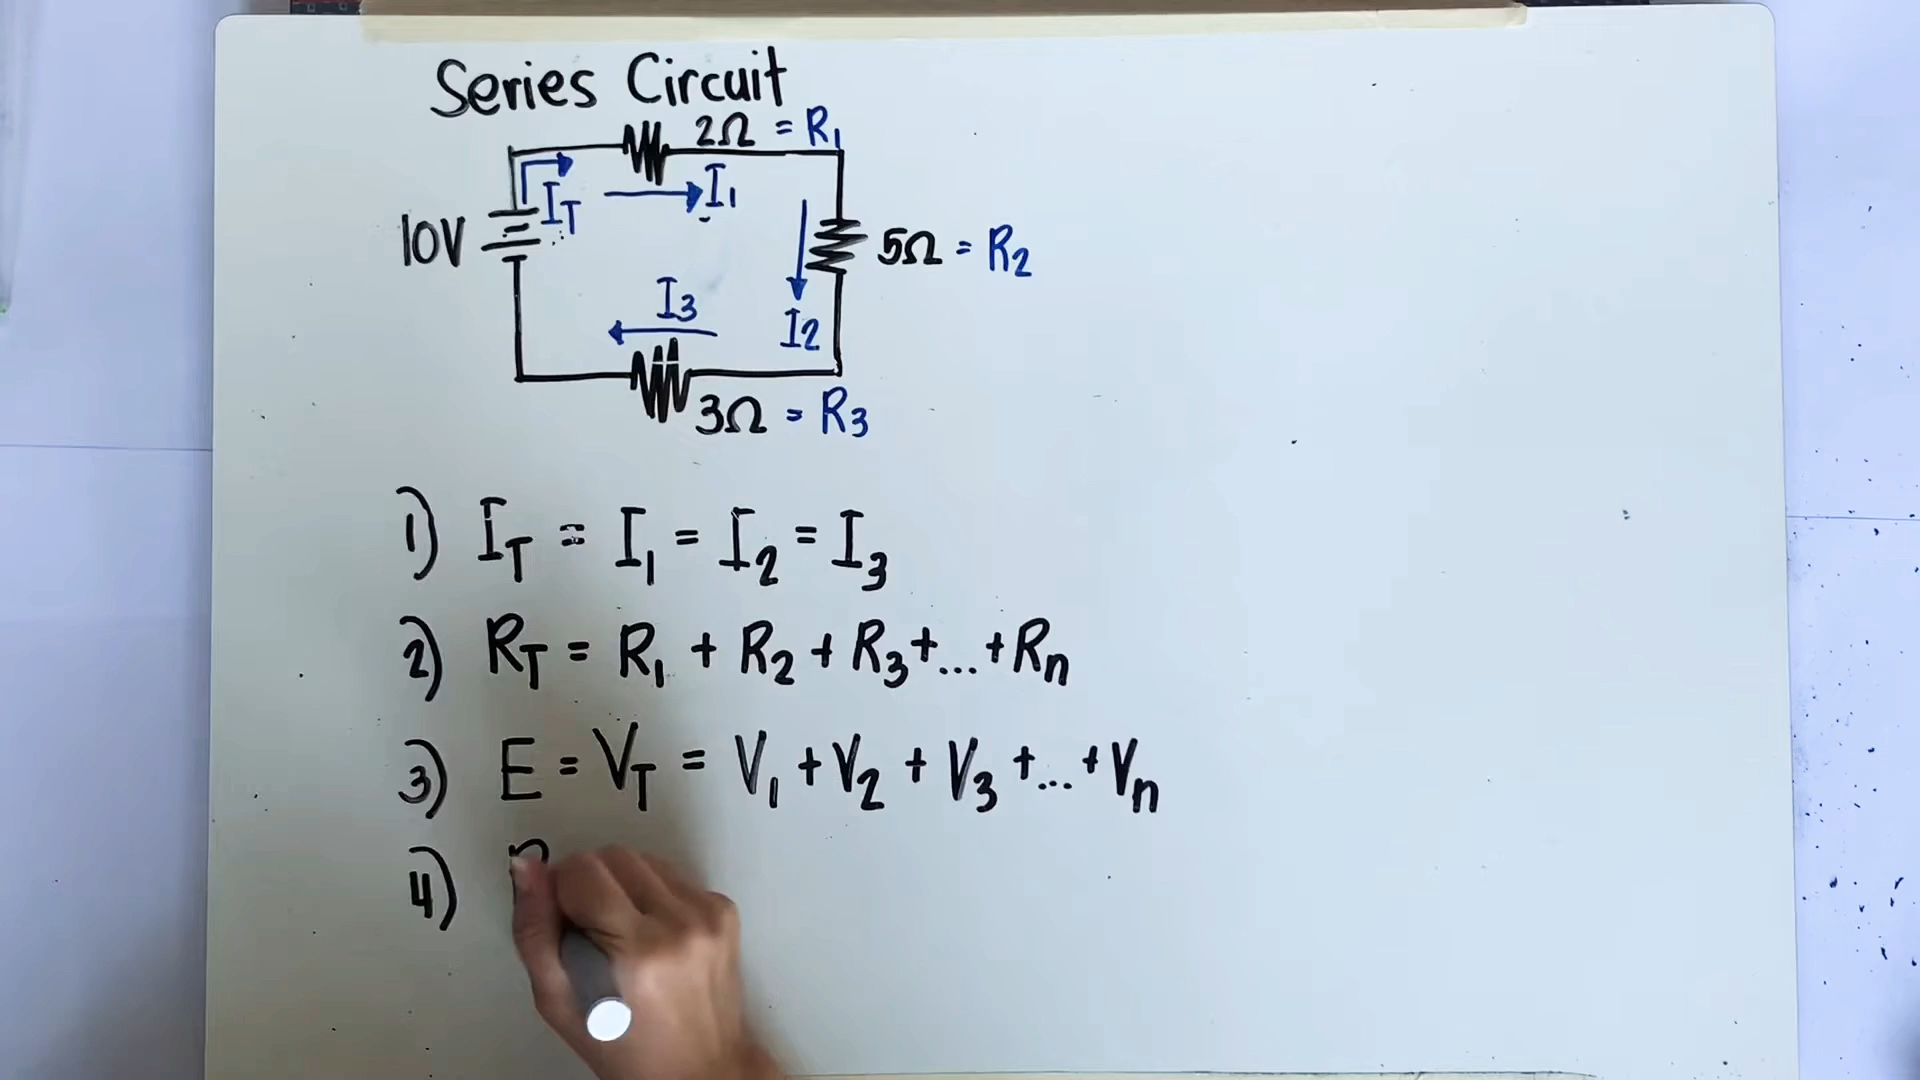 Series Circuit
2Ω = R1
IT
I1
10V
5Ω = R2
I3
I2
3Ω = R3
1) IT = I1 = I2 = I3
2) RT = R1 + R2 + R3 +... + Rn
3) E = VT = V1 + V2 + V3 +... + Vn
4)